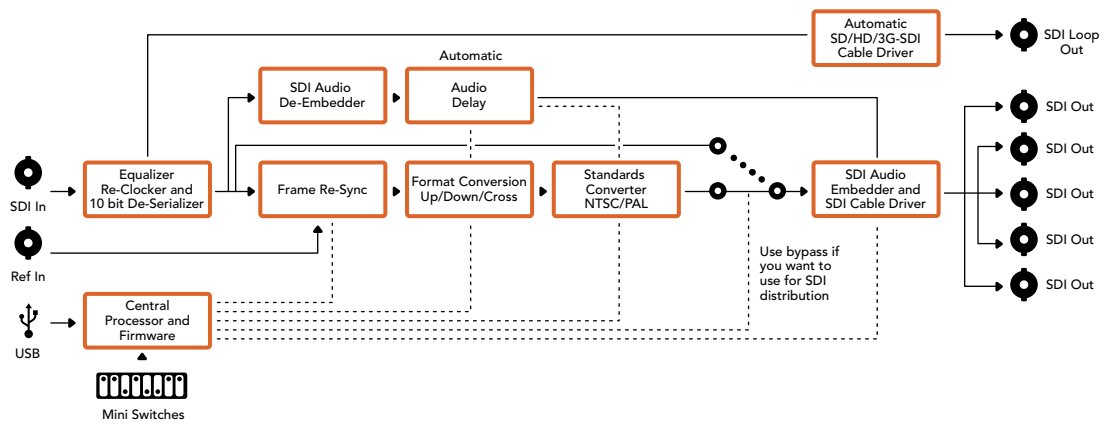 Automatic
SD/HD/3G-SDI
Cable Driver
SDI Loop
Out
Automatic
SDI Audio
De-Embedder
Audio
Delay
SDI Out
SDI Out
SDI In
Equalizer
Re-Clocker and
10 bit De-Serializer
Frame Re-Sync
Format Conversion
Up/Down/Cross
Standards
Converter
NTSC/PAL
SDI Audio
Embedder and
SDI Cable Driver
SDI Out
Ref In
Use bypass if
you want to
use for SDI
distribution
SDI Out
SDI Out
USB
Central
Processor and
Firmware
Mini Switches